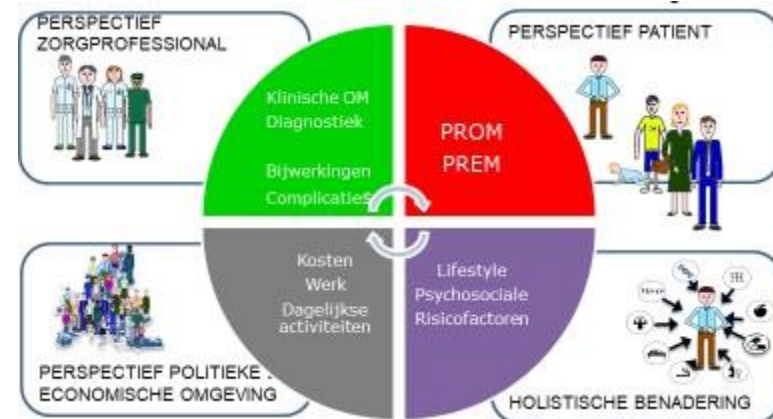 PERSPECTIEF
ZORGPROFESSIONAL
PERSPECTIEF PATIENT
Klinische OM
Diagnostiek
Bijwerkingen
Complicaties
PROM
PREM
Kosten
Werk
Dagelijkse
activiteiten
Lifestyle
Psychosociale
Risicofactoren
PERSPECTIEF POLITIEKE
ECONOMISCHE OMGEVING
HOLISTISCHE BENADERING